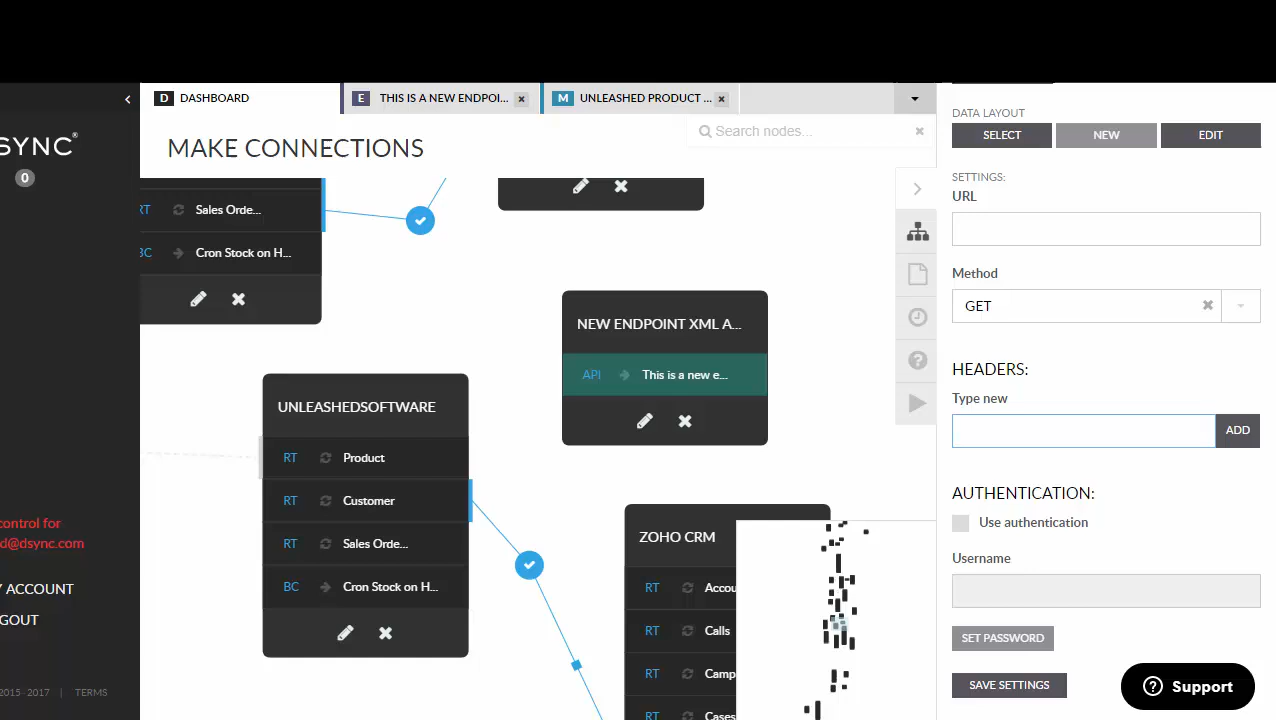 D DASHBOARD
E THIS IS A NEW ENDPOI...
M UNLEASHED PRODUCT ...
SYNC®
0
MAKE CONNECTIONS
Search nodes...
RT Sales Orde...
BC Cron Stock on H...
NEW ENDPOINT XML A...
API This is a new e...
UNLEASHEDSOFTWARE
RT Product
RT Customer
RT Sales Orde...
BC Cron Stock on H...
ZOHO CRM
RT Accou
RT Calls
RT Camp
RT Cases
control for
d@dsync.com
Y ACCOUNT
GOUT
2015 - 2017 | TERMS
DATA LAYOUT
SELECT NEW EDIT
SETTINGS:
URL
Method
GET
HEADERS:
Type new
ADD
AUTHENTICATION:
Use authentication
Username
SET PASSWORD
SAVE SETTINGS
? Support